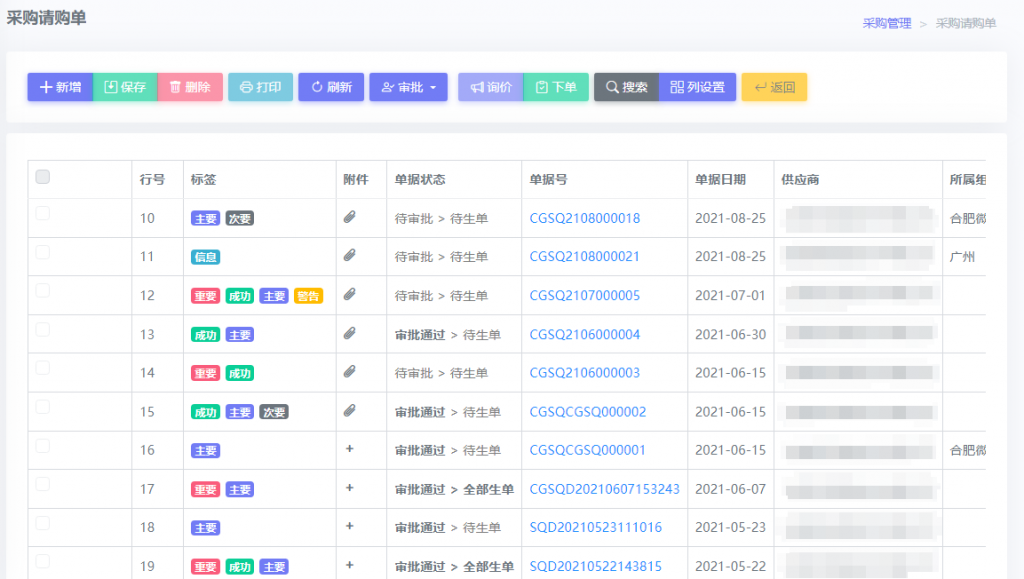 采购请购单
采购管理 > 采购请购单
新增 保存 删除 打印 刷新 审批 询价 下单 搜索 列设置 返回
行号 标签 附件 单据状态 单据号 单据日期 供应商 所属组
10 主要 次要 待审批 > 待生单 CGSQ2108000018 2021-08-25 合肥微
11 信息 待审批 > 待生单 CGSQ2108000021 2021-08-25 广州
12 重要 成功 主要 警告 待审批 > 待生单 CGSQ2107000005 2021-07-01
13 成功 主要 审批通过 > 待生单 CGSQ2106000004 2021-06-30
14 重要 成功 待审批 > 待生单 CGSQ2106000003 2021-06-15
15 成功 主要 次要 审批通过 > 待生单 CGSQCGSQ000002 2021-06-15
16 主要 + 审批通过 > 待生单 CGSQCGSQ000001 2021-06-15 合肥微
17 重要 主要 + 审批通过 > 全部生单 CGSQD20210607153243 2021-06-07
18 主要 + 审批通过 > 待生单 SQD20210523111016 2021-05-23
19 重要 成功 主要 + 审批通过 > 全部生单 SQD20210522143815 2021-05-22